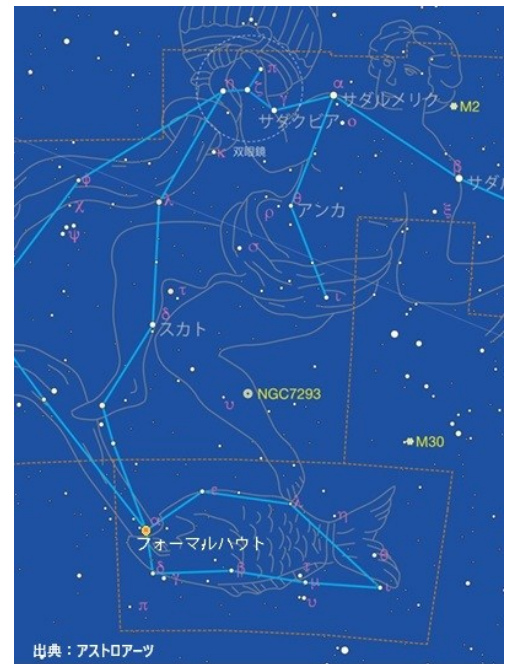 π
η
ζ
γ
α
サダルメリク
M2
サダクビア
ο
κ
双眼鏡
β
サダル
φ
λ
θ
χ
ρ
アンカ
ξ
ψ
σ
τ
ι
δ
スカト
υ
NGC7293
M30
ε
λ
α
η
フォーマルハウト
θ
δ
γ
β
τ
μ
ι
υ
π
出典：アストロアーツ